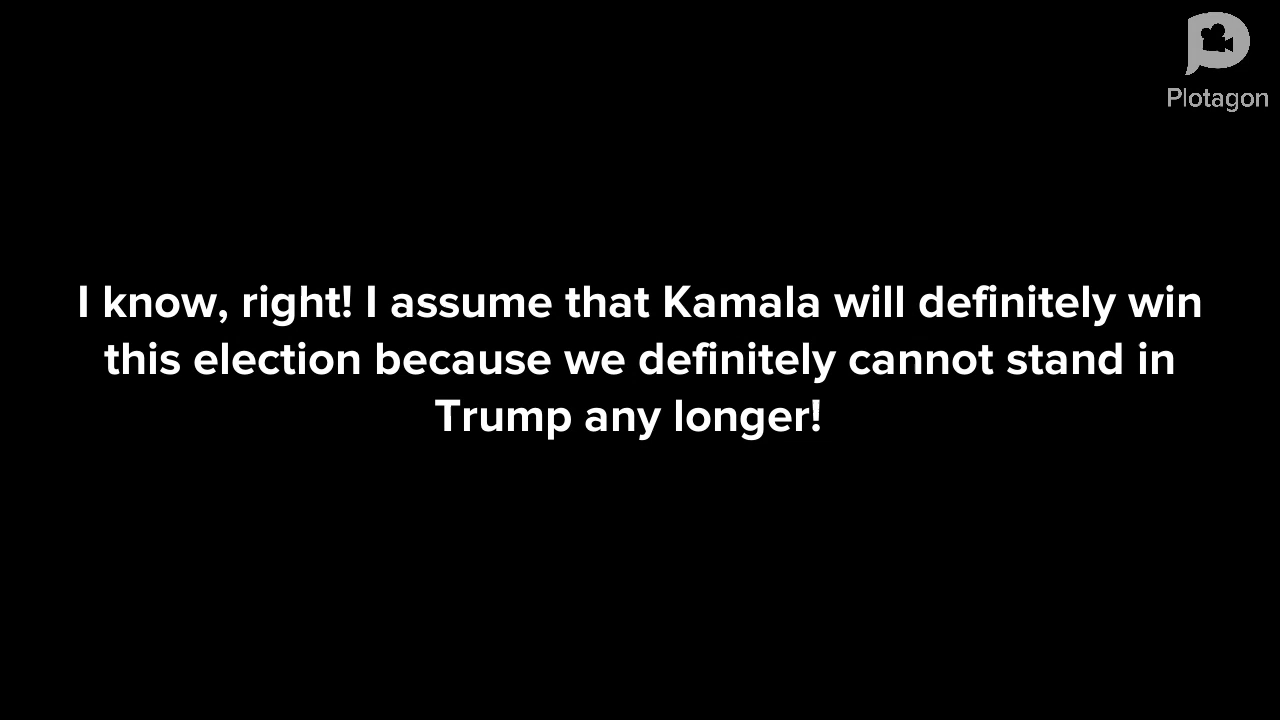 Plotagon
I know, right! I assume that Kamala will definitely win
this election because we definitely cannot stand in
Trump any longer!